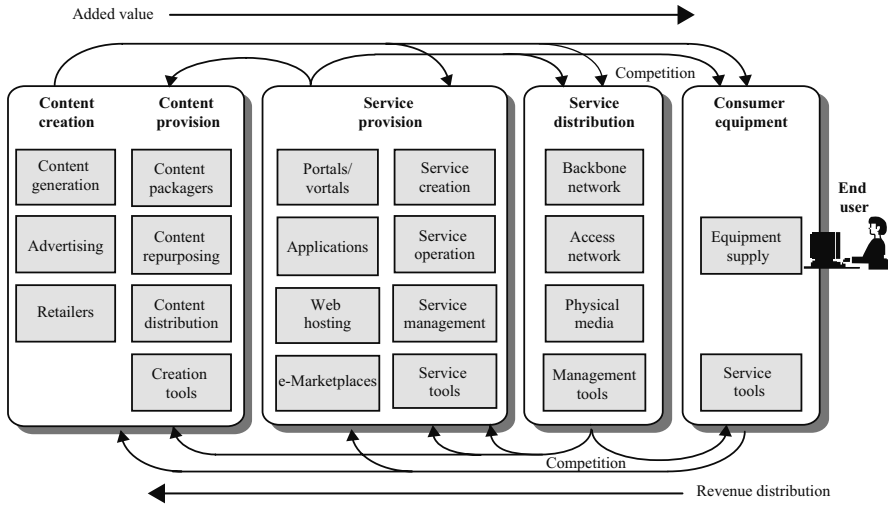 Added value
Competition
Content
creation
Content
provision
Content
generation
Advertising
Retailers
Content
packagers
Content
repurposing
Content
distribution
Creation
tools
Service
provision
Portals/
vortals
Applications
Web
hosting
e-Marketplaces
Service
creation
Service
operation
Service
management
Service
tools
Service
distribution
Backbone
network
Access
network
Physical
media
Management
tools
Consumer
equipment
Equipment
supply
Service
tools
End
user
Competition
Revenue distribution